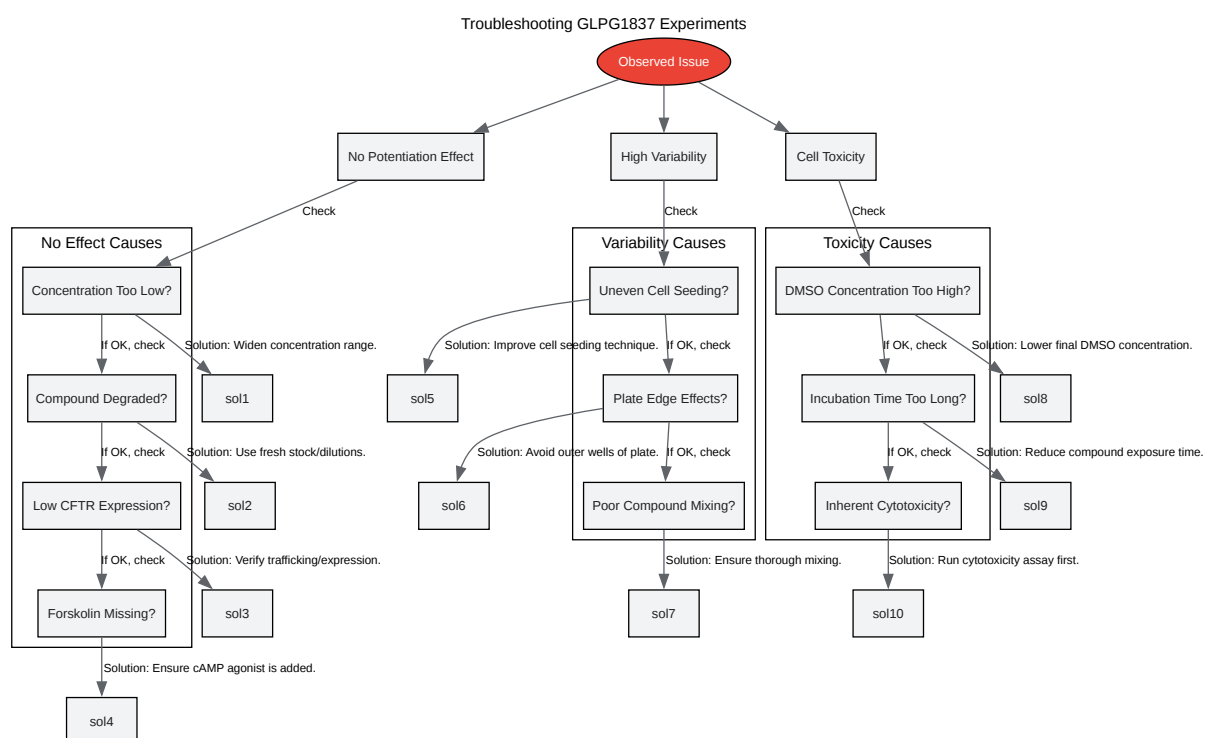 Troubleshooting GLPG1837 Experiments
Observed Issue
No Potentiation Effect
High Variability
Cell Toxicity
Check
Check
Check
No Effect Causes
Variability Causes
Toxicity Causes
Concentration Too Low?
Uneven Cell Seeding?
DMSO Concentration Too High?
If OK, check
Solution: Widen concentration range.
Solution: Improve cell seeding technique.
If OK, check
If OK, check
Solution: Lower final DMSO concentration.
Compound Degraded?
sol1
sol5
Plate Edge Effects?
Incubation Time Too Long?
sol8
If OK, check
Solution: Use fresh stock/dilutions.
Solution: Avoid outer wells of plate.
If OK, check
If OK, check
Solution: Reduce compound exposure time.
Low CFTR Expression?
sol2
sol6
Poor Compound Mixing?
Inherent Cytotoxicity?
sol9
If OK, check
Solution: Verify trafficking/expression.
Solution: Ensure thorough mixing.
Solution: Run cytotoxicity assay first.
Forskolin Missing?
sol3
sol7
sol10
Solution: Ensure cAMP agonist is added.
sol4